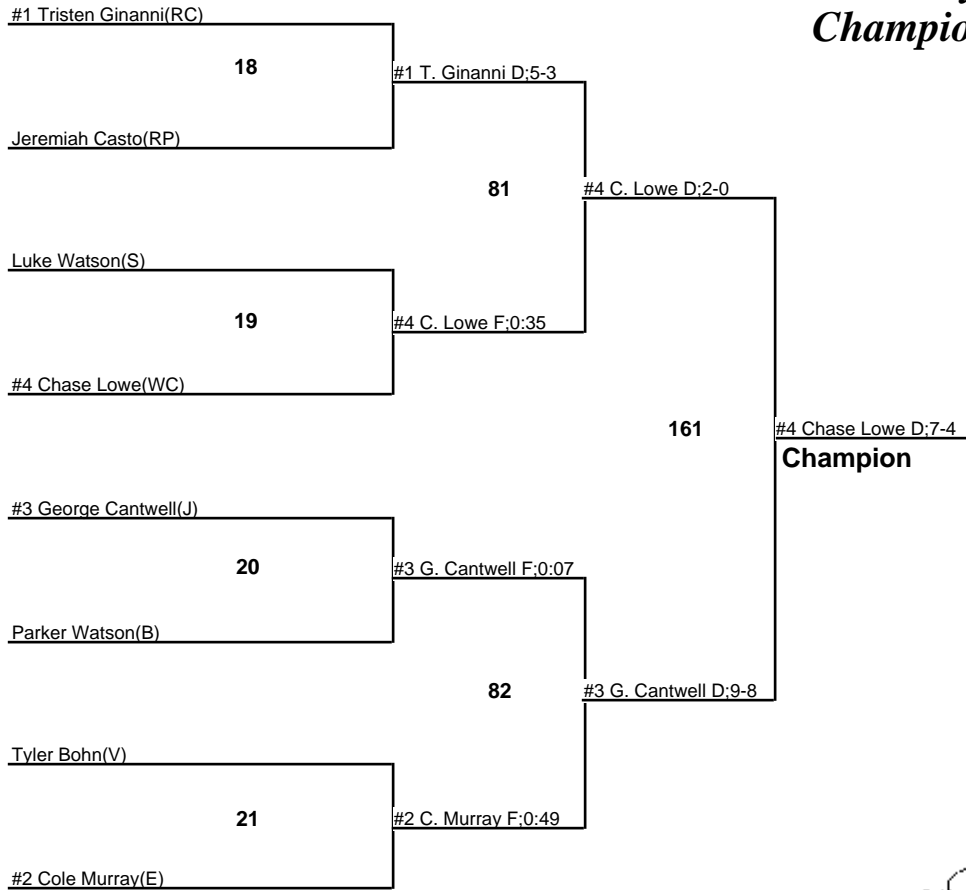 #1 Tristen Ginanni(RC)
18
#1 T. Ginanni D;5-3
Jeremiah Casto(RP)
81
#4 C. Lowe D;2-0
Luke Watson(S)
19
#4 C. Lowe F;0:35
#4 Chase Lowe(WC)
161
#4 Chase Lowe D;7-4
Champion
#3 George Cantwell(J)
20
#3 G. Cantwell F;0:07
Parker Watson(B)
82
#3 G. Cantwell D;9-8
Tyler Bohn(V)
21
#2 C. Murray F;0:49
#2 Cole Murray(E)